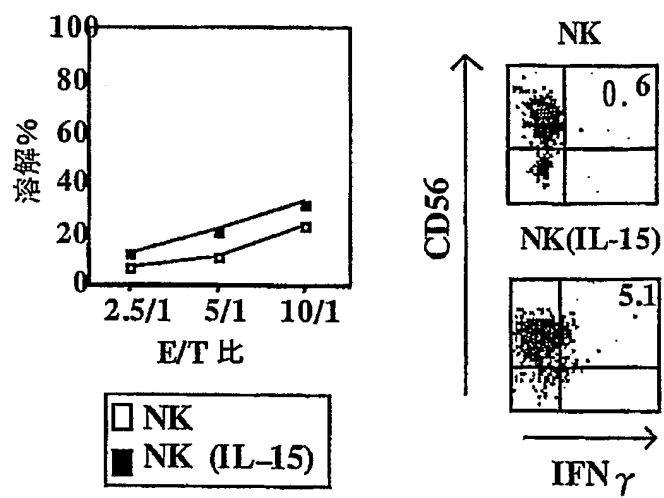 100
80
60
40
20
0
溶解%
2.5/1 5/1 10/1
E/T 比
NK
NK (IL-15)
NK
0.6
CD56
NK(IL-15)
5.1
IFNγ